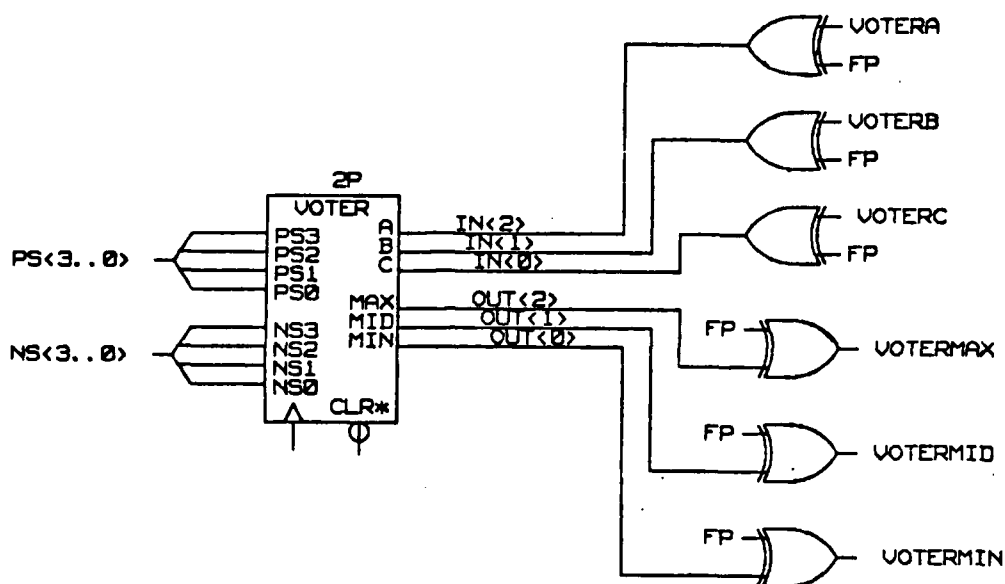 VOTERA
FP
VOTERB
FP
2P
VOTER
VOTERC
FP
PS<3..0>
PS3
PS2
PS1
PS0
A
B
C
IN<2>
IN<1>
IN<0>
NS<3..0>
NS3
NS2
NS1
NS0
MAX
MID
MIN
OUT<2>
OUT<1>
OUT<0>
CLR*
FP
VOTERMAX
FP
VOTERMID
FP
VOTERMIN